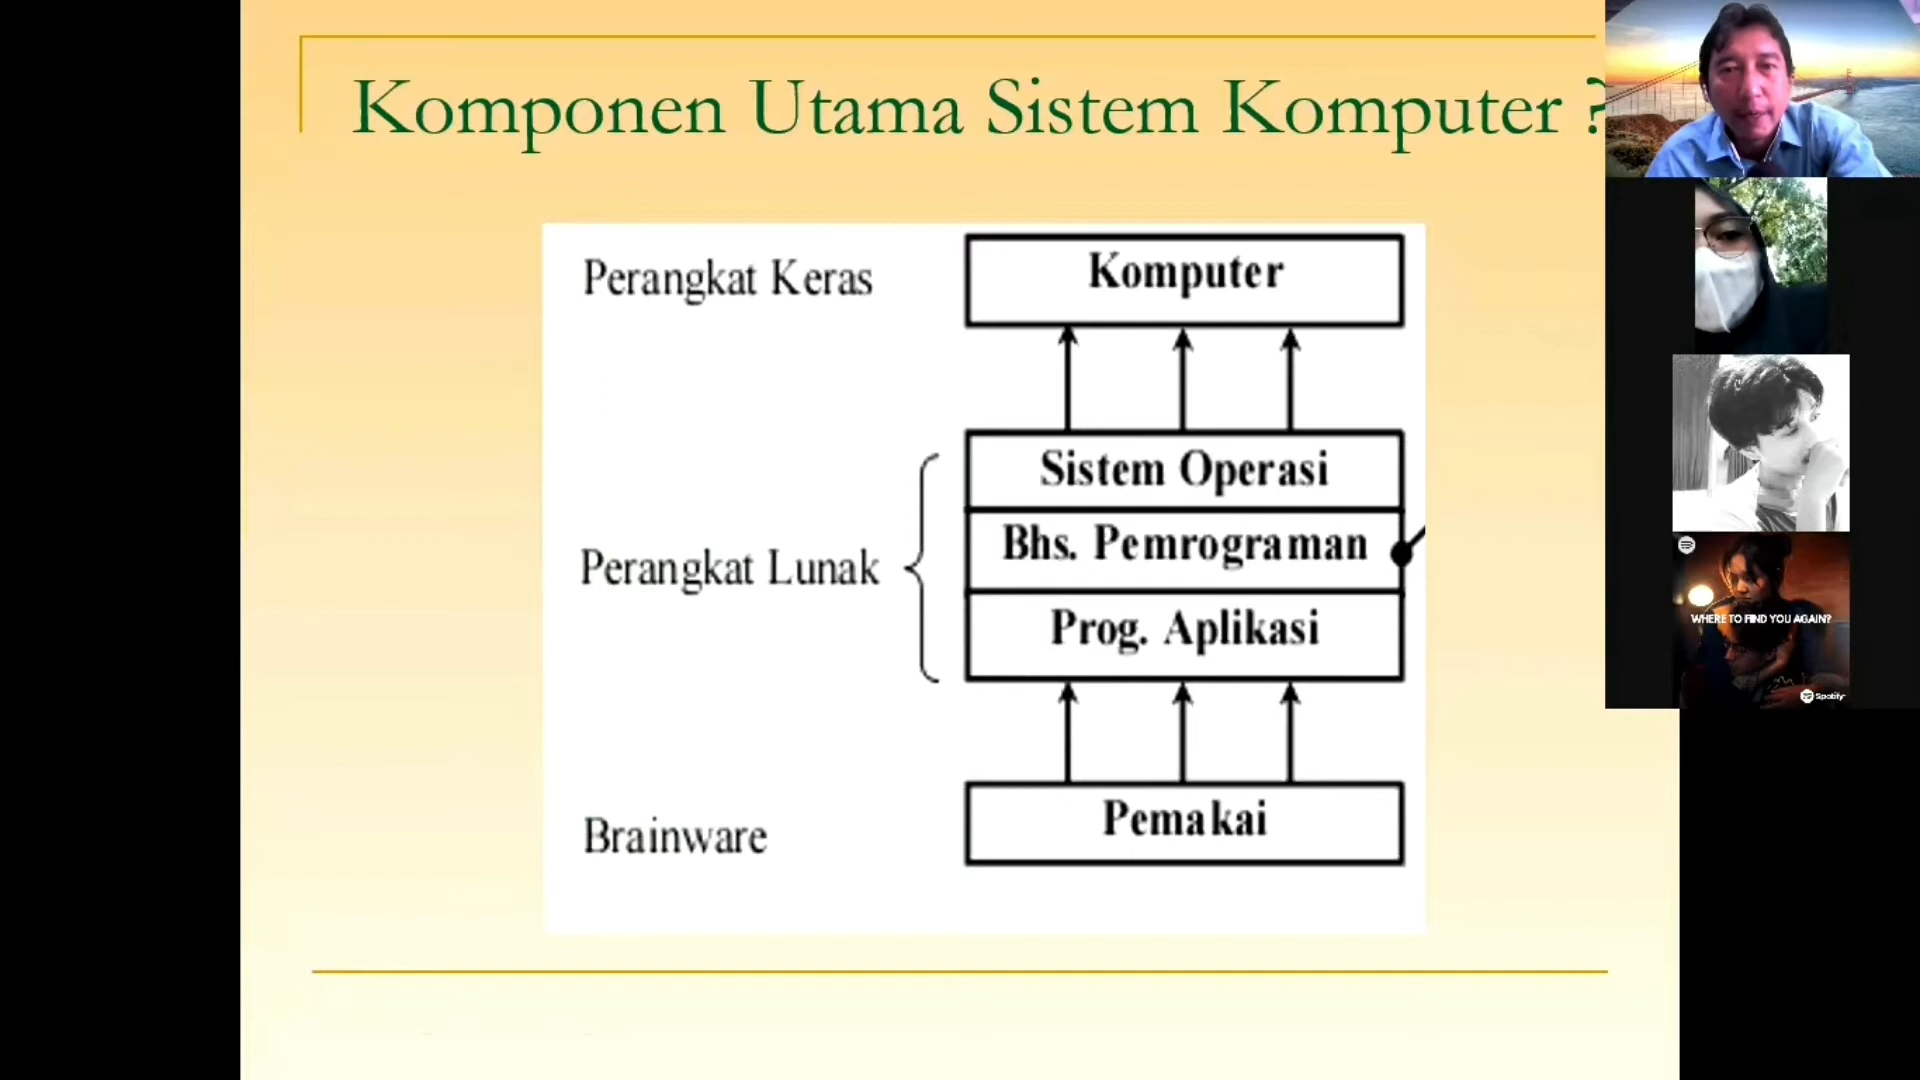 Komponen Utama Sistem Komputer ?
Perangkat Keras
Komputer
Sistem Operasi
Perangkat Lunak
Bhs. Pemrograman
Prog. Aplikasi
Brainware
Pemakai
WHERE TO FIND YOU AGAIN?
Spotify